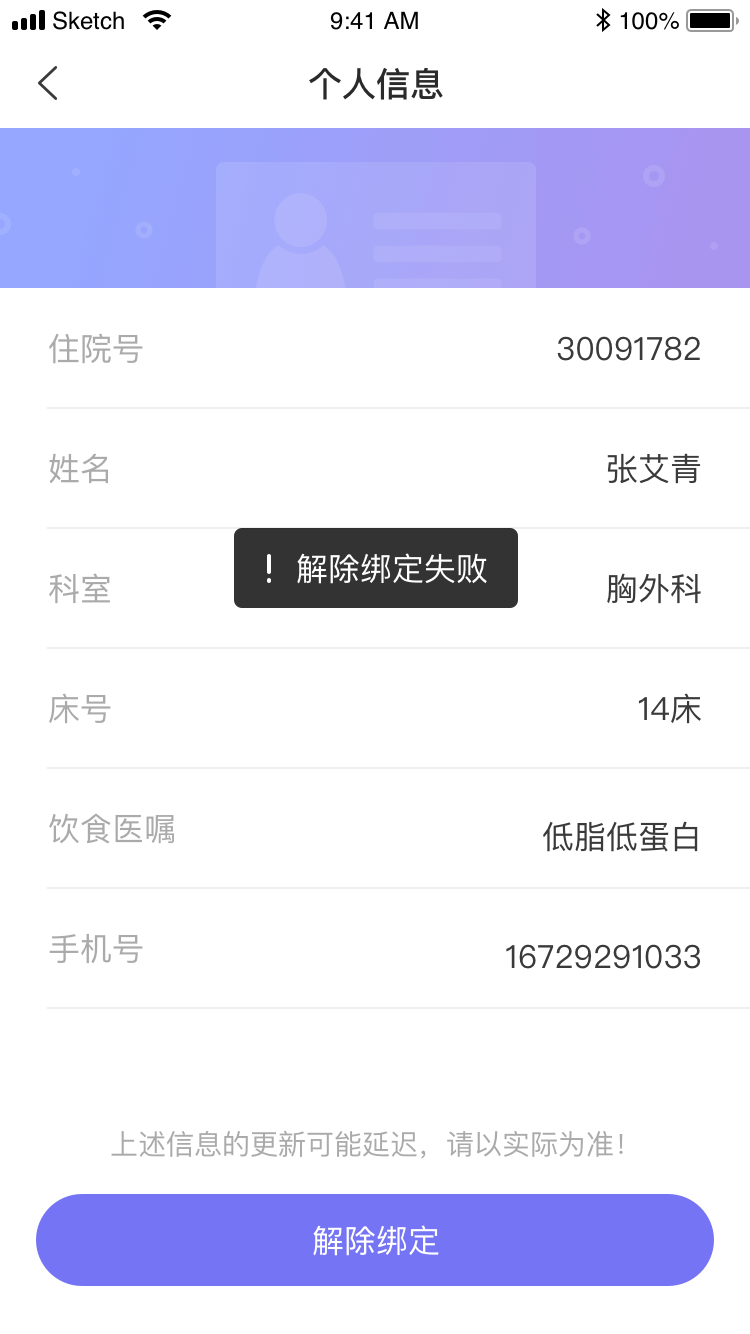 Sketch 9:41 AM 100%
个人信息
住院号 30091782
姓名 张艾青
! 解除绑定失败
科室 胸外科
床号 14床
饮食医嘱 低脂低蛋白
手机号 16729291033
上述信息的更新可能延迟，请以实际为准！
解除绑定